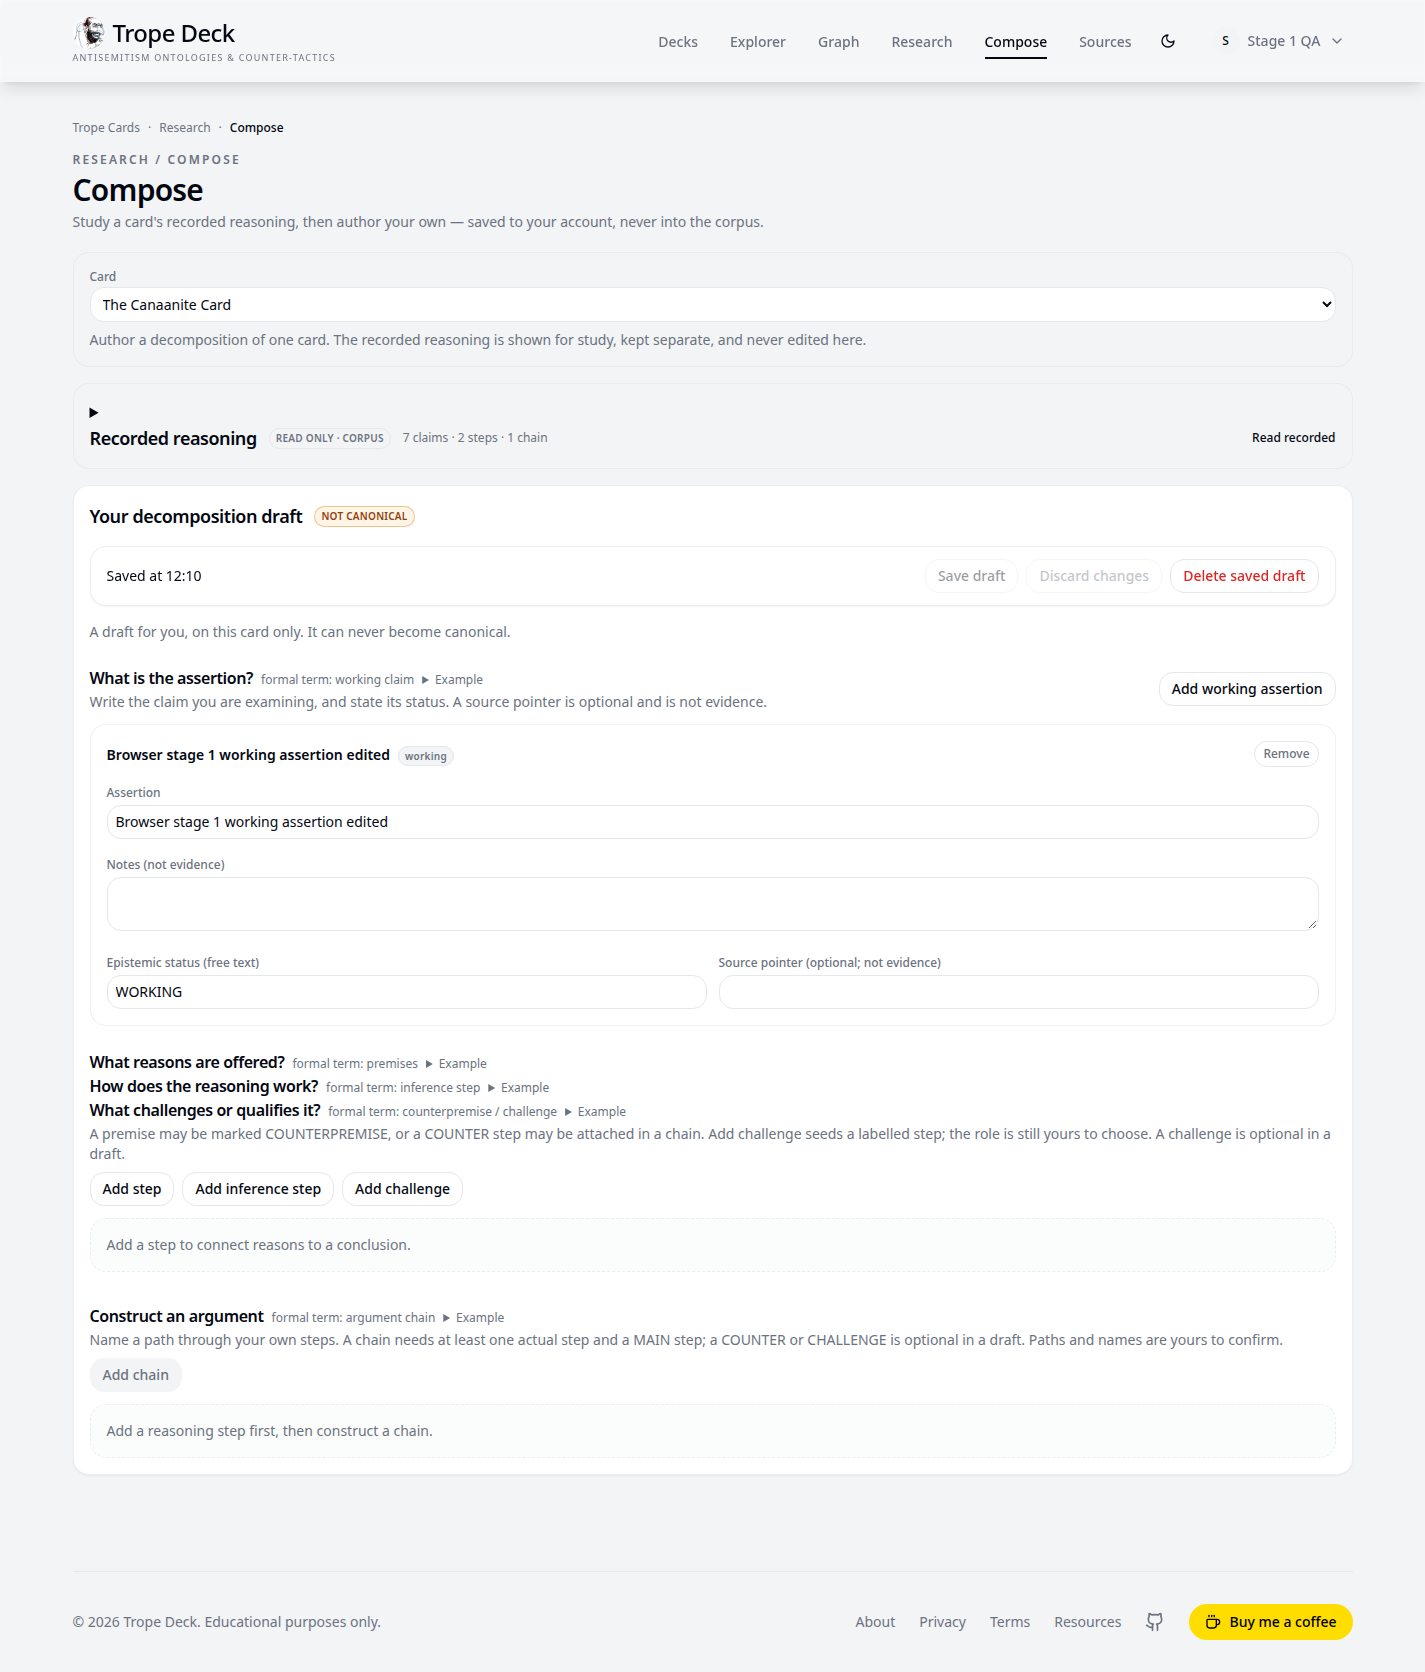 Trope Deck
ANTISEMITISM ONTOLOGIES & COUNTER-TACTICS
Decks
Explorer
Graph
Research
Compose
Sources
S
Stage 1 QA
Trope Cards · Research · Compose
RESEARCH / COMPOSE
Compose
Study a card's recorded reasoning, then author your own — saved to your account, never into the corpus.
Card
The Canaanite Card
Author a decomposition of one card. The recorded reasoning is shown for study, kept separate, and never edited here.
Recorded reasoning READ ONLY · CORPUS 7 claims · 2 steps · 1 chain Read recorded
Your decomposition draft NOT CANONICAL
Saved at 12:10 Save draft Discard changes Delete saved draft
A draft for you, on this card only. It can never become canonical.
What is the assertion? formal term: working claim ▶ Example
Write the claim you are examining, and state its status. A source pointer is optional and is not evidence.
Add working assertion
Browser stage 1 working assertion edited working Remove
Assertion
Browser stage 1 working assertion edited
Notes (not evidence)
Epistemic status (free text) Source pointer (optional; not evidence)
WORKING
What reasons are offered? formal term: premises ▶ Example
How does the reasoning work? formal term: inference step ▶ Example
What challenges or qualifies it? formal term: counterpremise / challenge ▶ Example
A premise may be marked COUNTERPREMISE, or a COUNTER step may be attached in a chain. Add challenge seeds a labelled step; the role is still yours to choose. A challenge is optional in a
draft.
Add step Add inference step Add challenge
Add a step to connect reasons to a conclusion.
Construct an argument formal term: argument chain ▶ Example
Name a path through your own steps. A chain needs at least one actual step and a MAIN step; a COUNTER or CHALLENGE is optional in a draft. Paths and names are yours to confirm.
Add chain
Add a reasoning step first, then construct a chain.
© 2026 Trope Deck. Educational purposes only. About Privacy Terms Resources Buy me a coffee